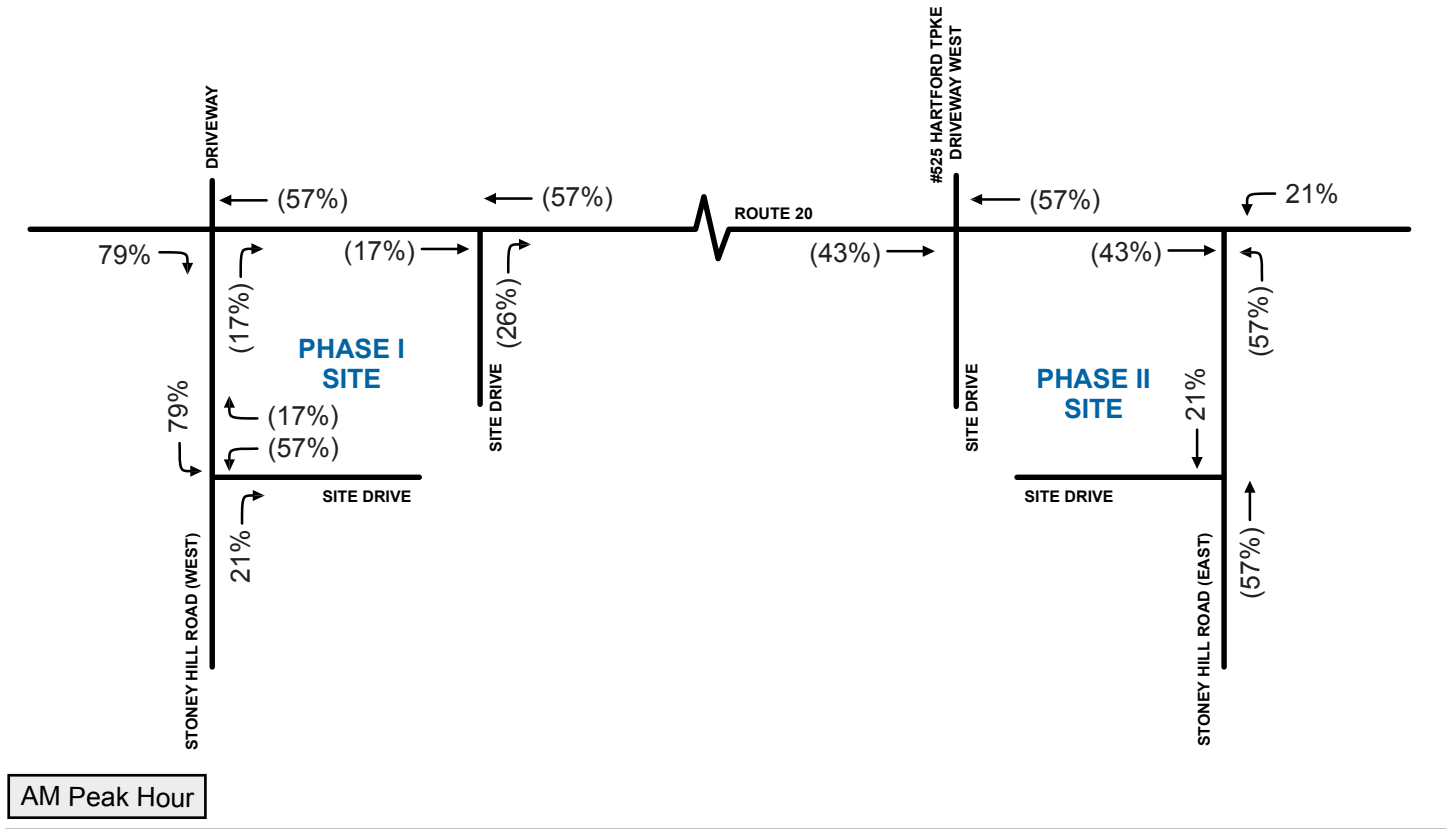 #525 HARTFORD TPKE
DRIVEWAY WEST
DRIVEWAY
(57%)
(57%)
(57%)
21%
ROUTE 20
79%
(17%)
(43%)
(43%)
(17%)
(26%)
(57%)
PHASE I
SITE
PHASE II
SITE
79%
21%
SITE DRIVE
SITE DRIVE
(17%)
(57%)
SITE DRIVE
SITE DRIVE
21%
(57%)
STONEY HILL ROAD (WEST)
STONEY HILL ROAD (EAST)
AM Peak Hour